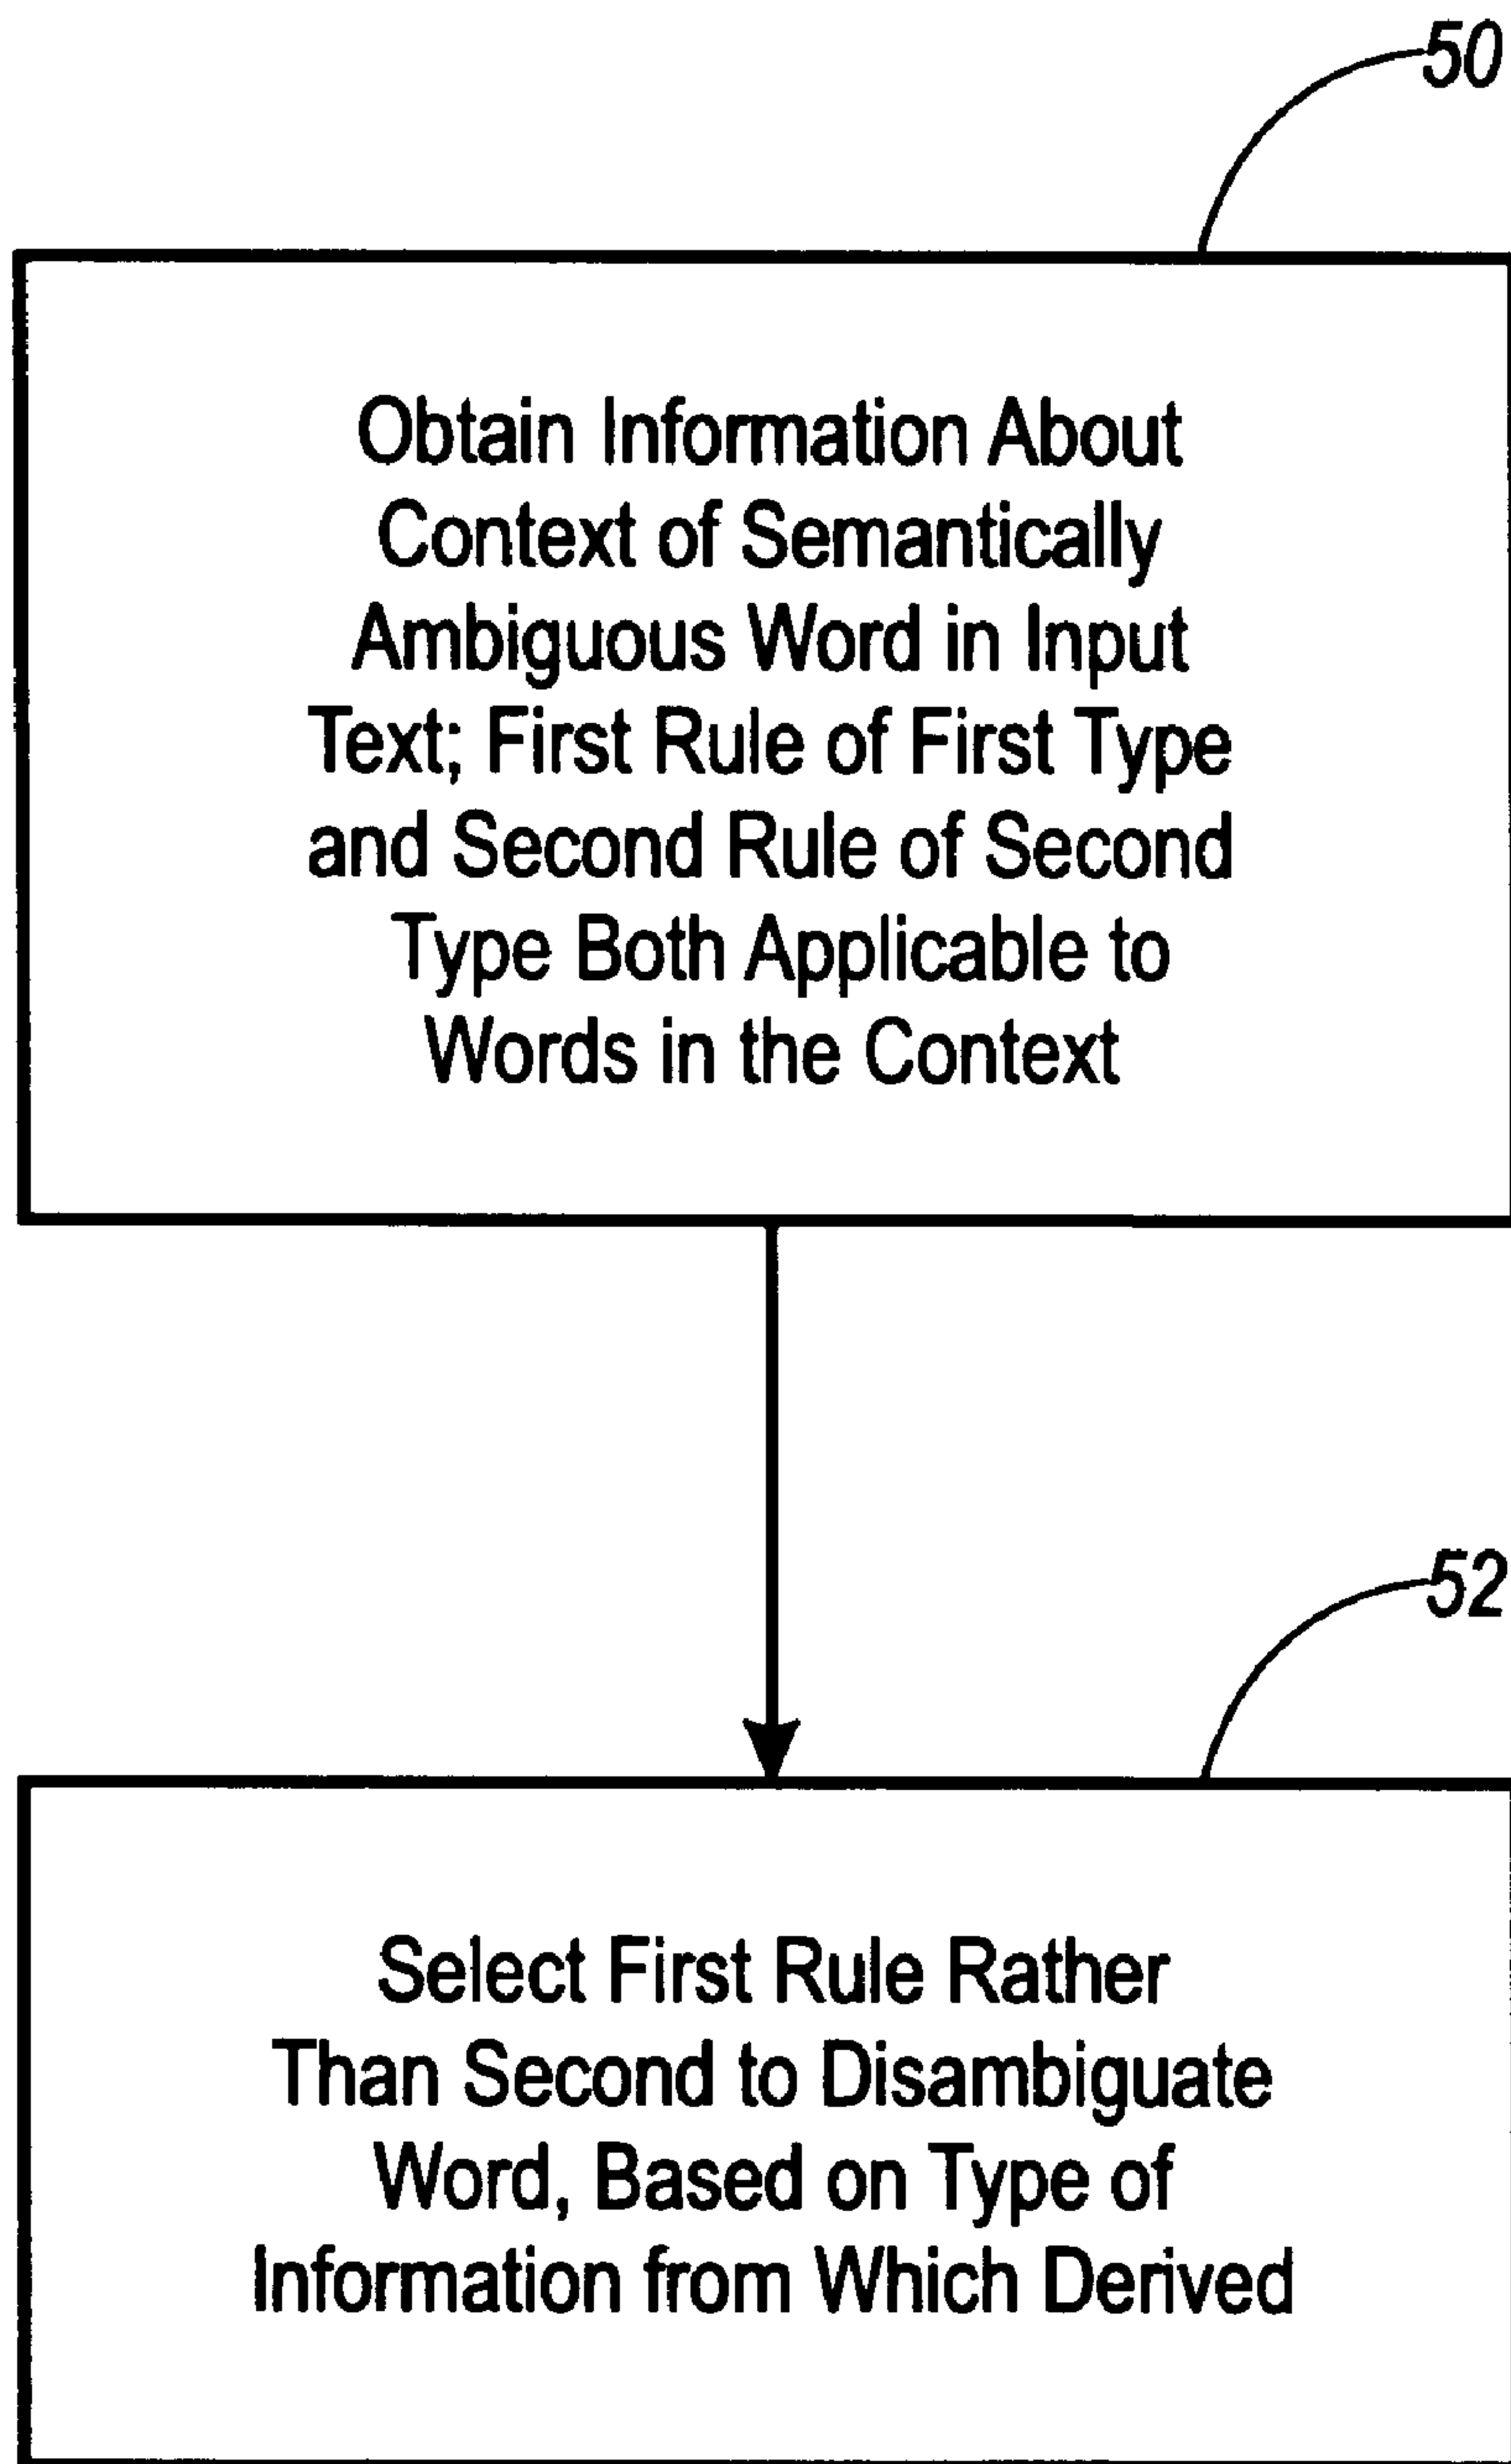 50
Obtain Information About
Context of Semantically
Ambiguous Word in Input
Text; First Rule of First Type
and Second Rule of Second
Type Both Applicable to
Words in the Context
52
Select First Rule Rather
Than Second to Disambiguate
Word, Based on Type of
Information from Which Derived